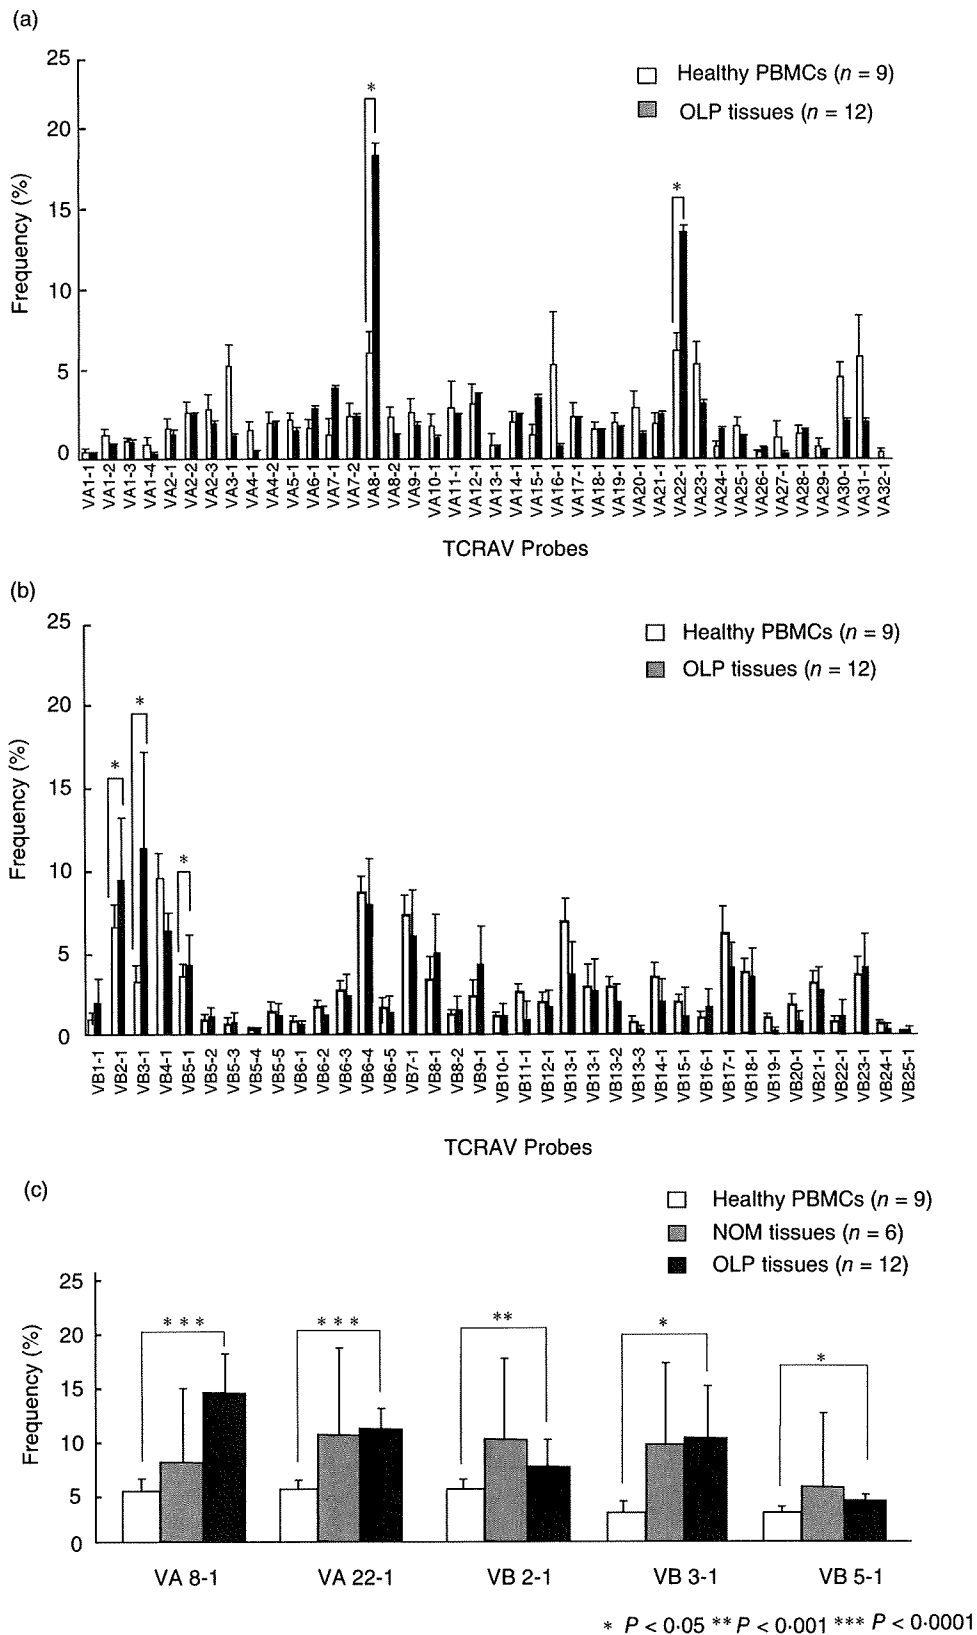 (a)
25
20
15
10
5
0
Frequency (%)
Healthy PBMCs (n = 9)
OLP tissues (n = 12)
*
*
VA1-1
VA1-2
VA1-3
VA1-4
VA2-1
VA2-2
VA2-3
VA3-1
VA4-1
VA4-2
VA5-1
VA6-1
VA7-1
VA7-2
VA8-1
VA8-2
VA9-1
VA10-1
VA11-1
VA12-1
VA13-1
VA14-1
VA15-1
VA16-1
VA17-1
VA18-1
VA19-1
VA20-1
VA21-1
VA22-1
VA23-1
VA24-1
VA25-1
VA26-1
VA27-1
VA28-1
VA29-1
VA30-1
VA31-1
VA32-1
TCRAV Probes
(b)
25
20
15
10
5
0
Frequency (%)
Healthy PBMCs (n = 9)
OLP tissues (n = 12)
*
*
*
VB1-1
VB2-1
VB3-1
VB4-1
VB5-1
VB5-2
VB5-3
VB5-4
VB5-5
VB6-1
VB6-2
VB6-3
VB6-4
VB6-5
VB7-1
VB8-1
VB8-2
VB9-1
VB10-1
VB11-1
VB12-1
VB13-1
VB13-1
VB13-2
VB13-3
VB14-1
VB15-1
VB16-1
VB17-1
VB18-1
VB19-1
VB20-1
VB21-1
VB22-1
VB23-1
VB24-1
VB25-1
TCRAV Probes
(c)
Healthy PBMCs (n = 9)
NOM tissues (n = 6)
OLP tissues (n = 12)
25
20
15
10
5
0
Frequency (%)
***
***
**
*
*
VA 8-1
VA 22-1
VB 2-1
VB 3-1
VB 5-1
* P < 0·05 ** P < 0·001 *** P < 0·0001